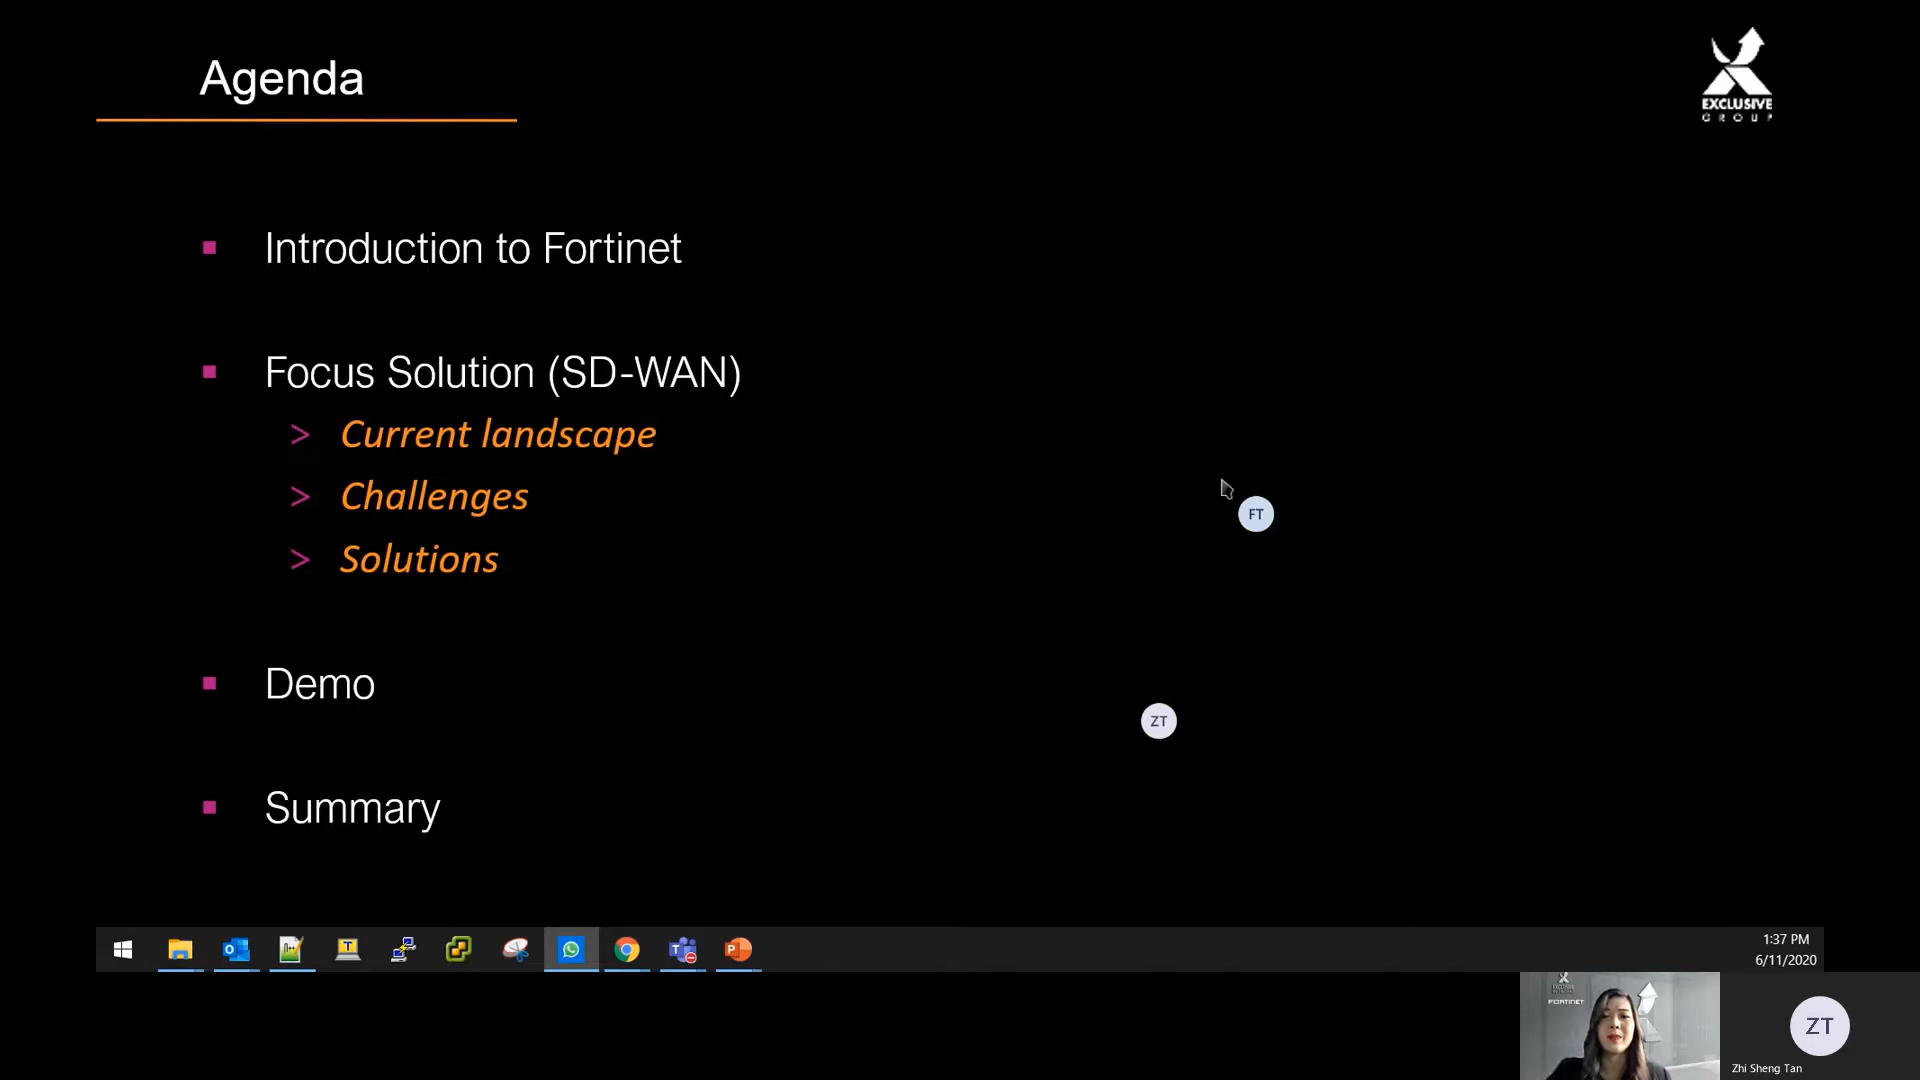 Agenda
EXCLUSIVE
GROUP
Introduction to Fortinet
Focus Solution (SD-WAN)
> Current landscape
> Challenges
> Solutions
FT
Demo
ZT
Summary
1:37 PM
6/11/2020
FORTINET
ZT
Zhi Sheng Tan